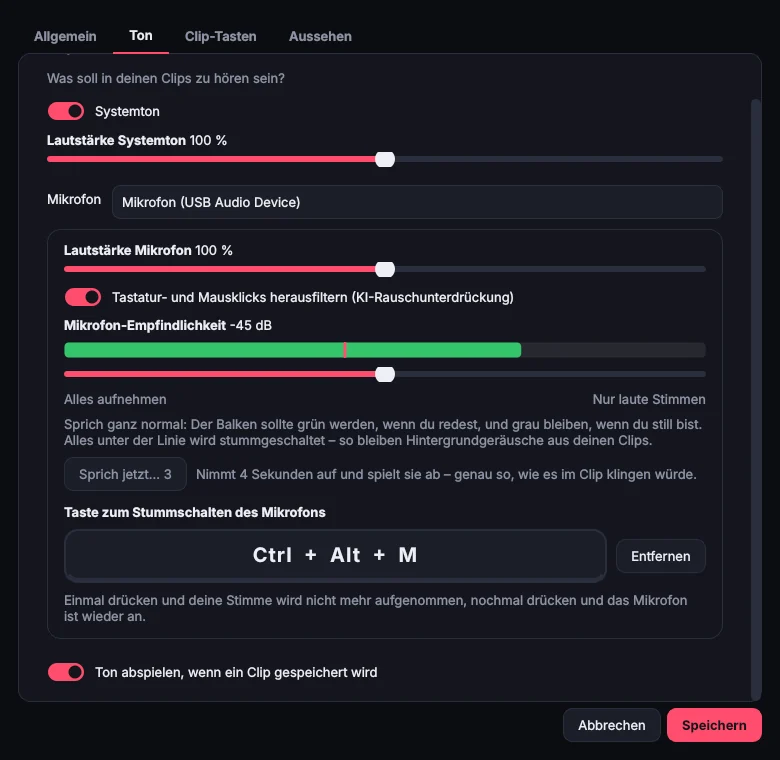 Allgemein Ton Clip-Tasten Aussehen
Was soll in deinen Clips zu hören sein?
Systemton
Lautstärke Systemton 100 %
Mikrofon Mikrofon (USB Audio Device)
Lautstärke Mikrofon 100 %
Tastatur- und Mausklicks herausfiltern (KI-Rauschunterdrückung)
Mikrofon-Empfindlichkeit -45 dB
Alles aufnehmen Nur laute Stimmen
Sprich ganz normal: Der Balken sollte grün werden, wenn du redest, und grau bleiben, wenn du still bist.
Alles unter der Linie wird stummgeschaltet – so bleiben Hintergrundgeräusche aus deinen Clips.
Sprich jetzt... 3 Nimmt 4 Sekunden auf und spielt sie ab – genau so, wie es im Clip klingen würde.
Taste zum Stummschalten des Mikrofons
Ctrl + Alt + M Entfernen
Einmal drücken und deine Stimme wird nicht mehr aufgenommen, nochmal drücken und das Mikrofon
ist wieder an.
Ton abspielen, wenn ein Clip gespeichert wird
Abbrechen Speichern